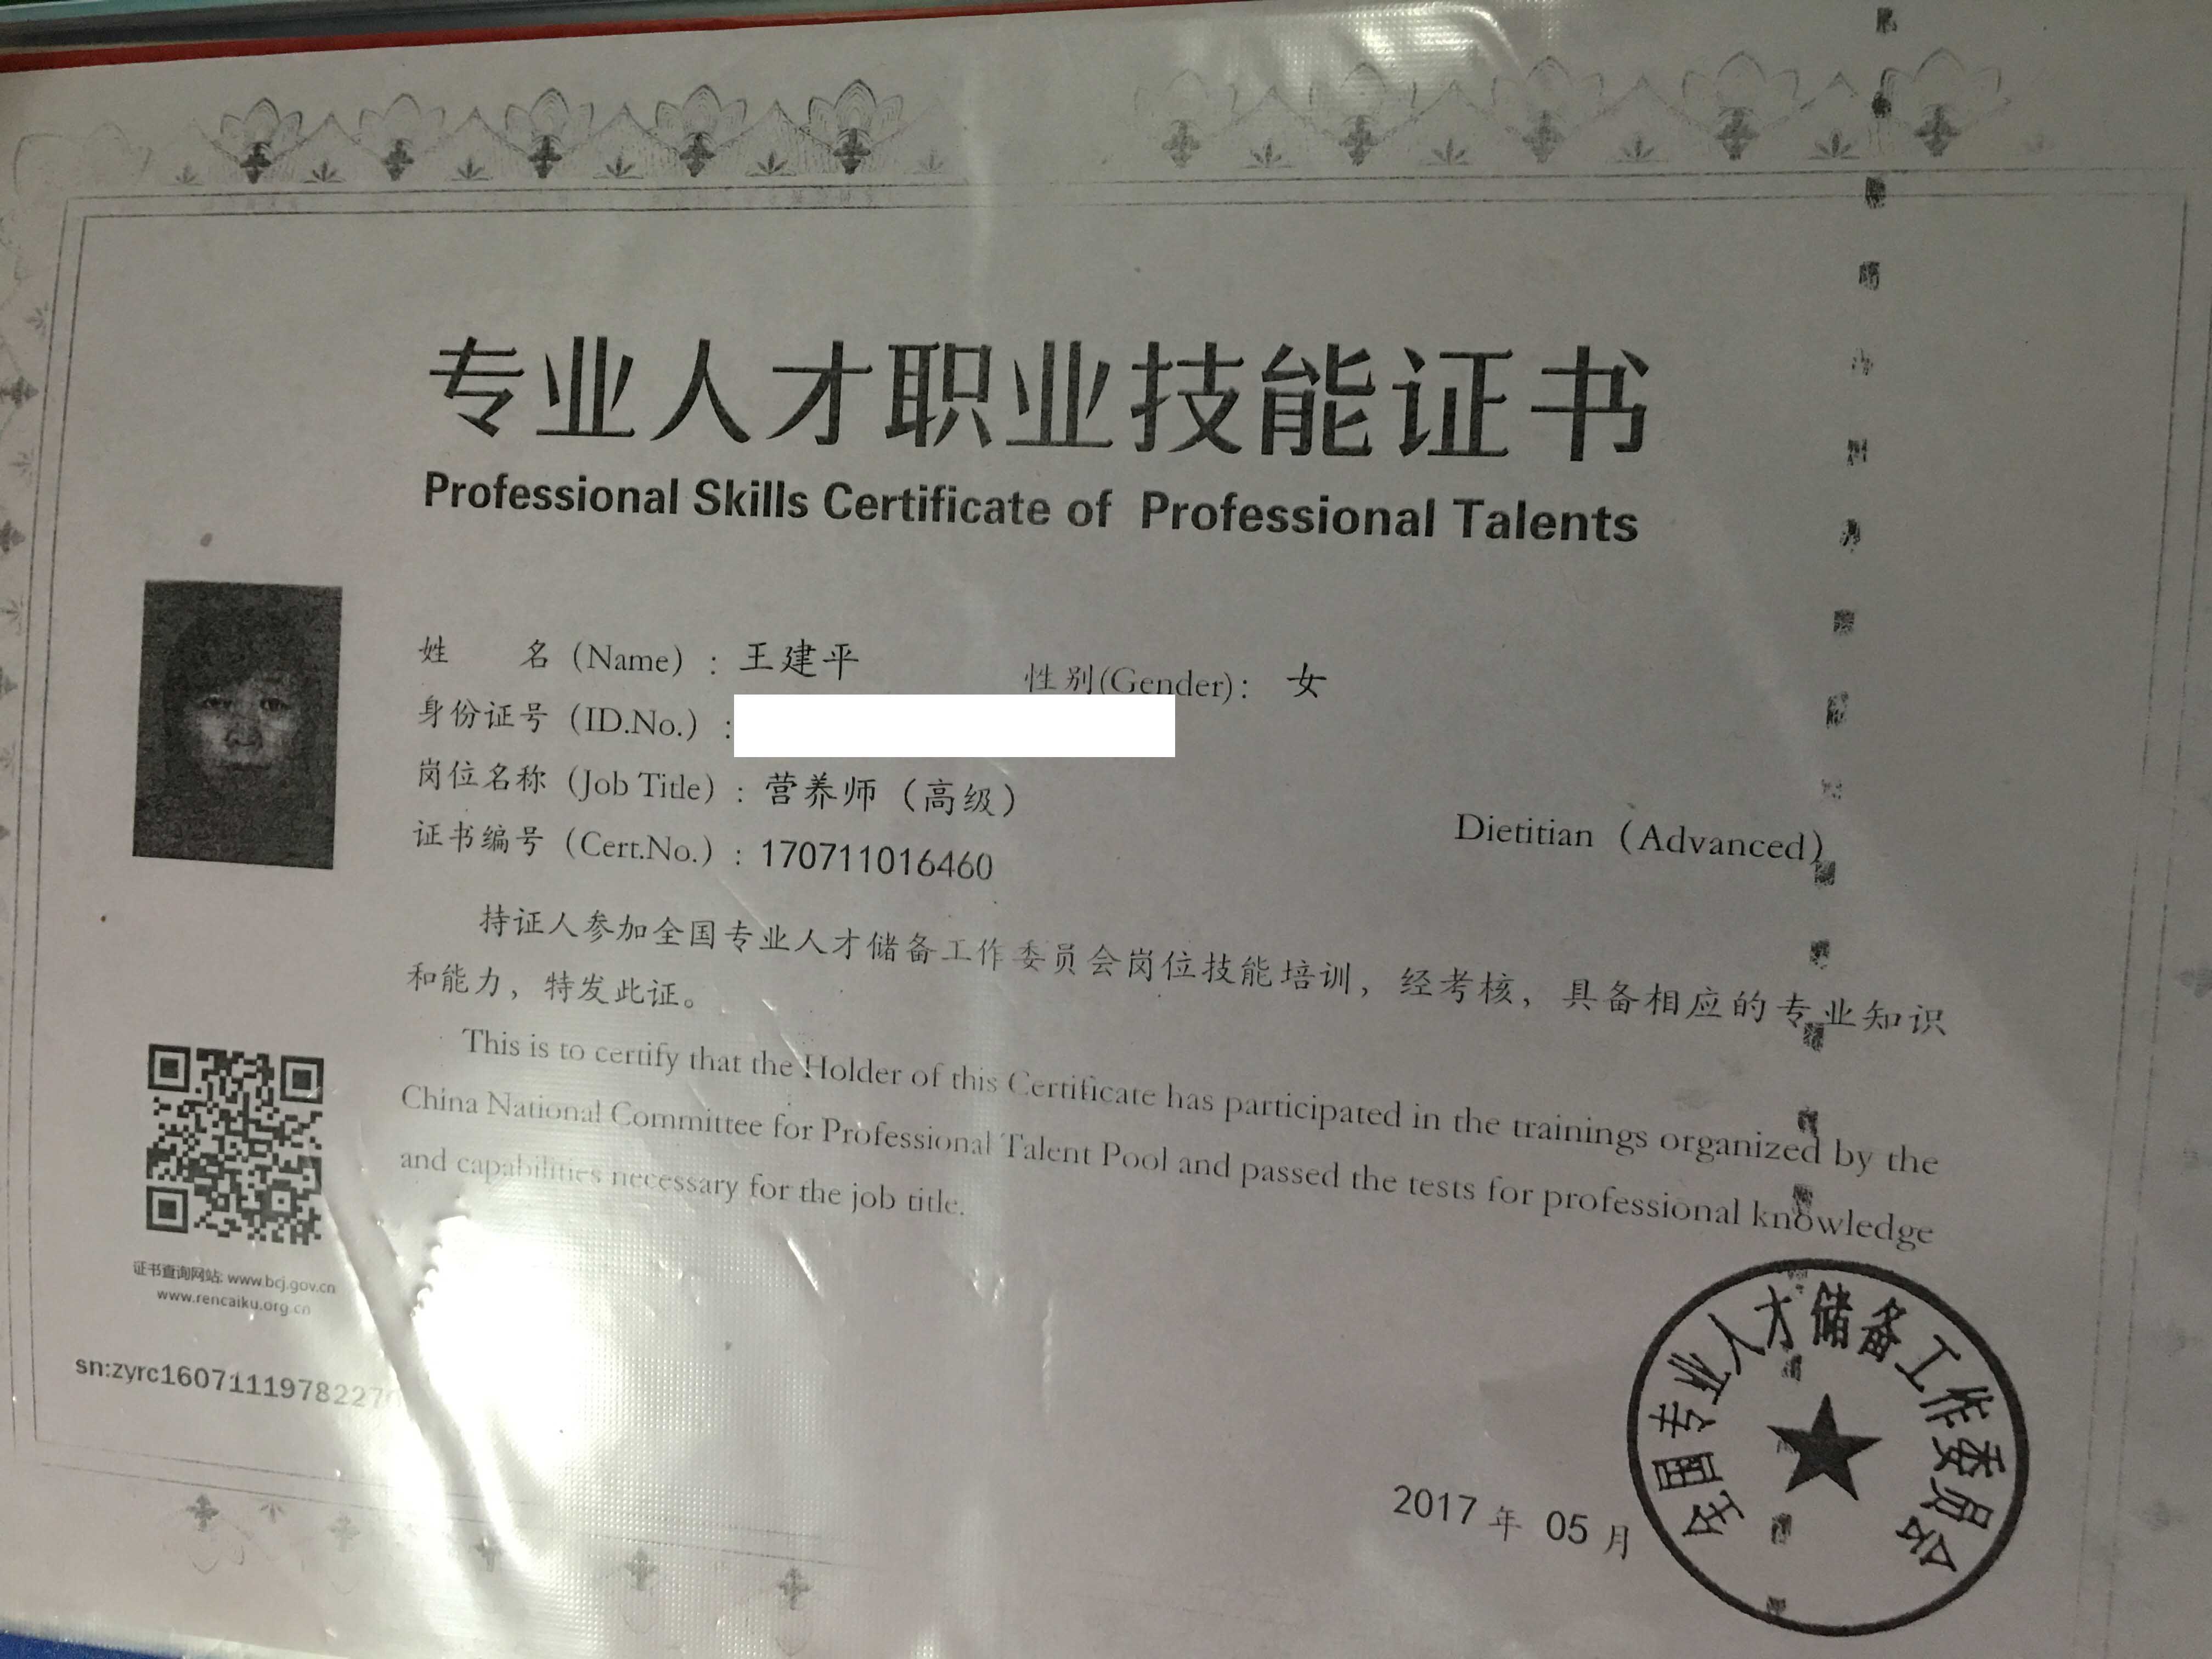 专业人才职业技能证书
Professional Skills Certificate of Professional Talents
姓 名（Name）：王建平 性别(Gender)： 女
身份证号（ID.No.）：
岗位名称（Job Title）：营养师（高级） Dietitian（Advanced）
证书编号（Cert.No.）：170711016460
持证人参加全国专业人才储备工作委员会岗位技能培训，经考核，具备相应的专业知识
和能力，特发此证。
This is to certify that the Holder of this Certificate has participated in the trainings organized by the
China National Committee for Professional Talent Pool and passed the tests for professional knowledge
and capabilities necessary for the job title.
证书查询网站: www.bcj.gov.cn
www.rencaiku.org.cn
sn:zyrc16071119782270
全国专业人才储备工作委员会
2017 年 05 月